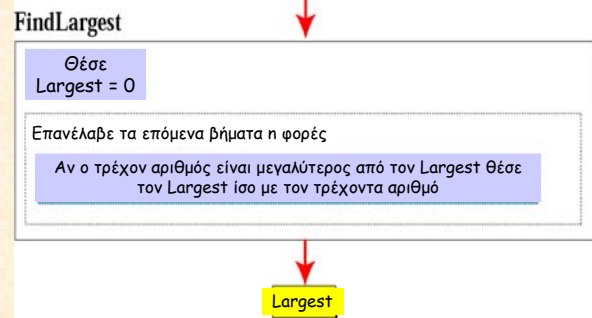 FindLargest
Θέσε
Largest = 0
Επανέλαβε τα επόμενα βήματα n φορές
Αν ο τρέχον αριθμός είναι μεγαλύτερος από τον Largest θέσε
τον Largest ίσο με τον τρέχοντα αριθμό
Largest